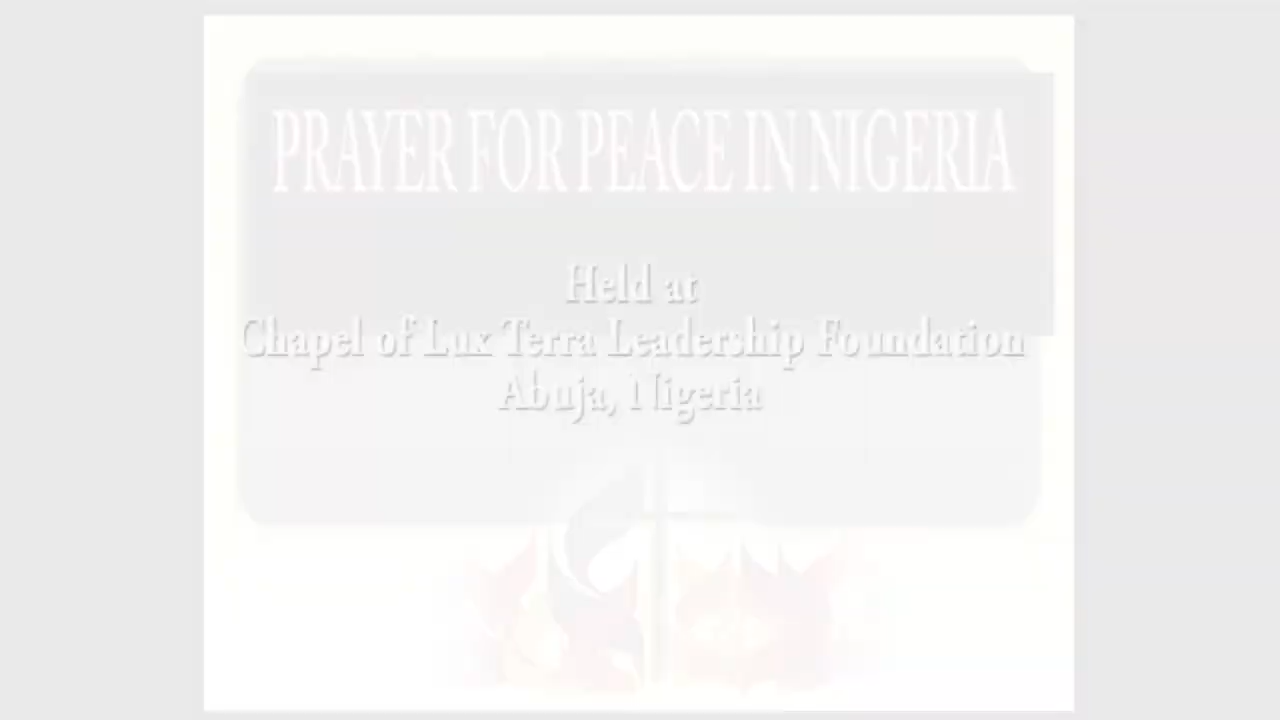 PRAYER FOR PEACE IN NIGERIA
Held at
Chapel of Lux Terra Leadership Foundation
Abuja, Nigeria